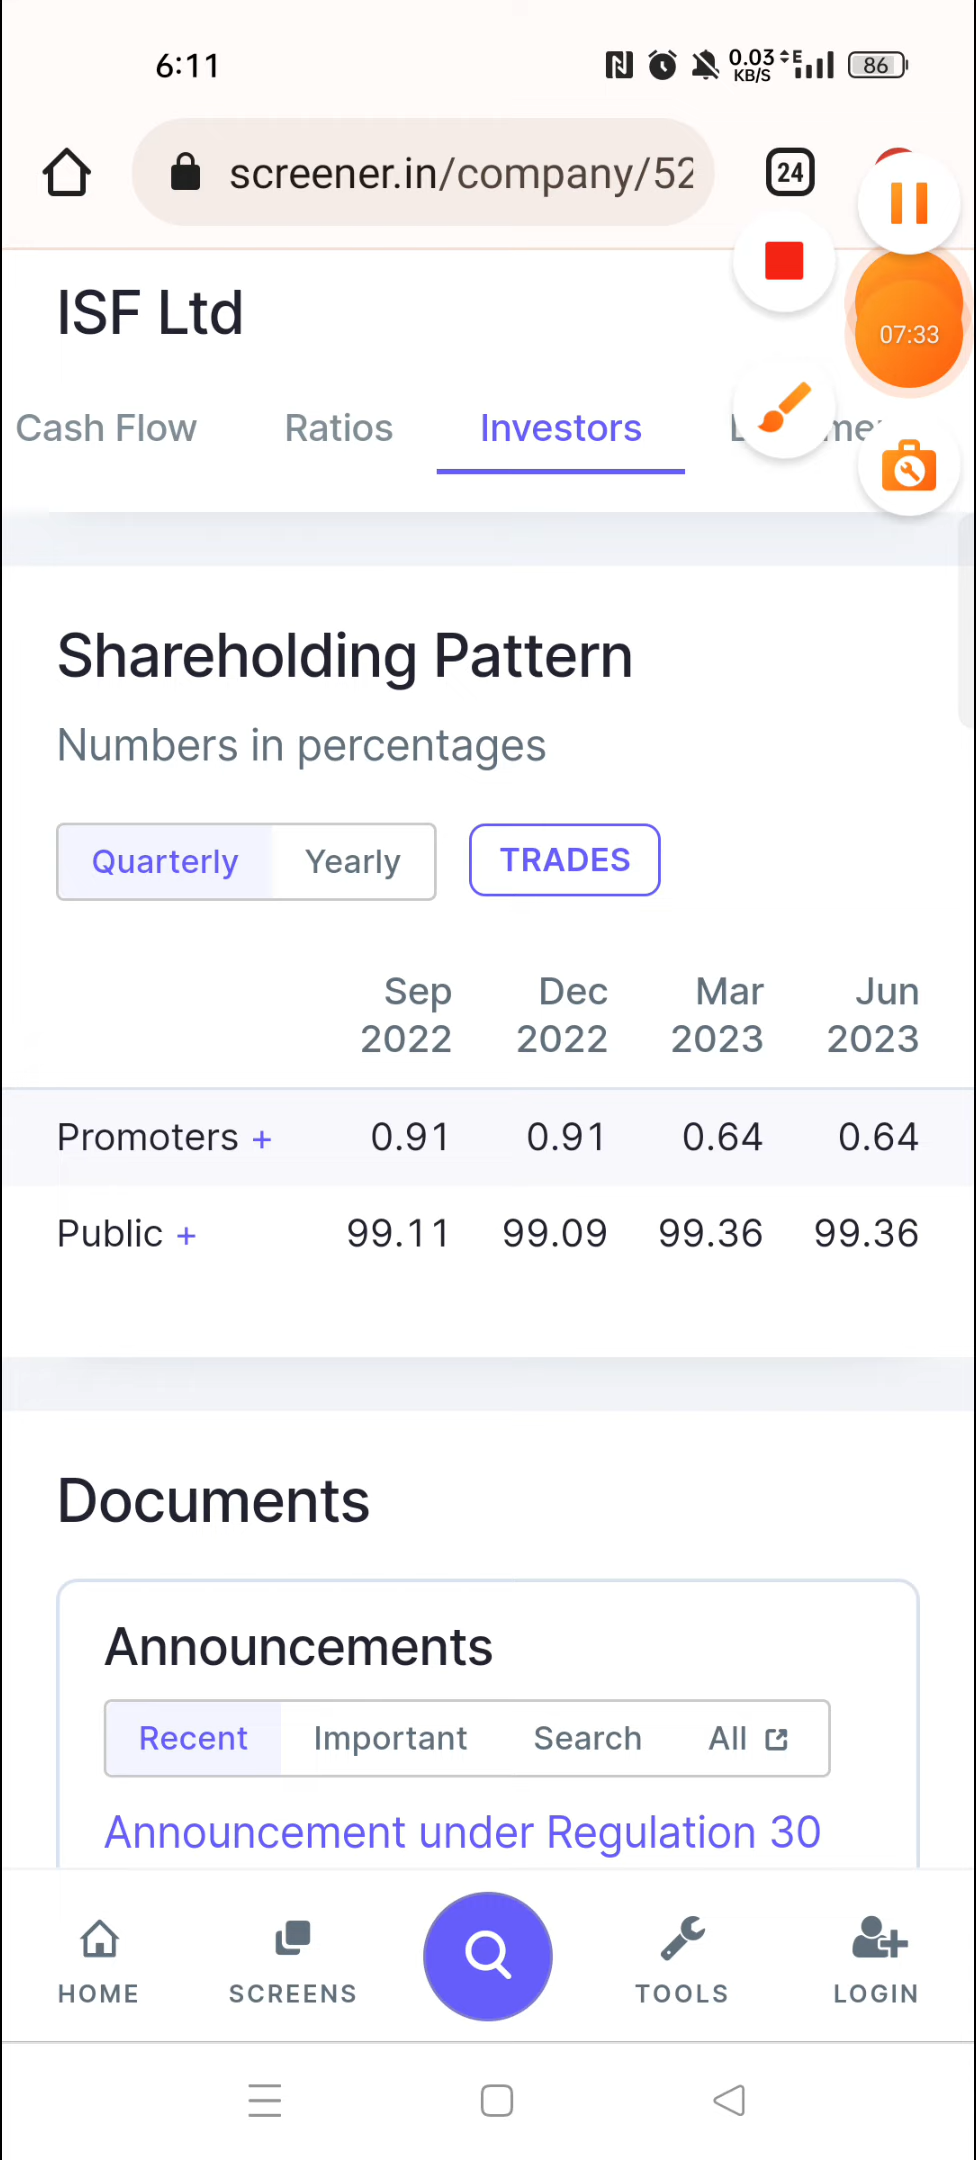 6:11
0.03 E
KB/S
86
screener.in/company/52
24
ISF Ltd
07:33
Cash Flow Ratios Investors
Shareholding Pattern
Numbers in percentages
Quarterly Yearly TRADES
Sep Dec Mar Jun
2022 2022 2023 2023
Promoters + 0.91 0.91 0.64 0.64
Public + 99.11 99.09 99.36 99.36
Documents
Announcements
Recent Important Search All
Announcement under Regulation 30
HOME SCREENS TOOLS LOGIN